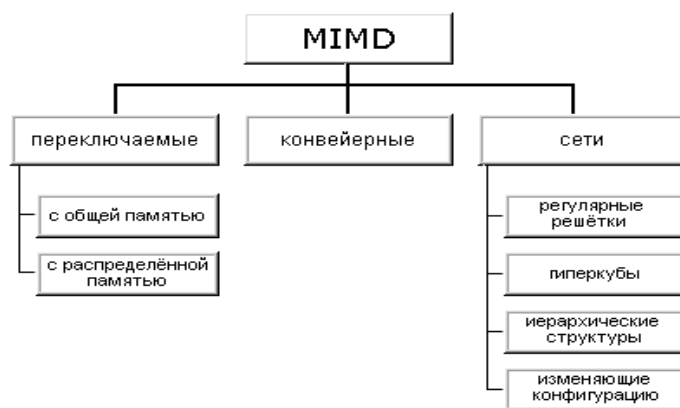 MIMD
переключаемые
конвейерные
сети
с общей памятью
с распределённой
памятью
регулярные
решётки
гиперкубы
иерархические
структуры
изменяющие
конфигурацию